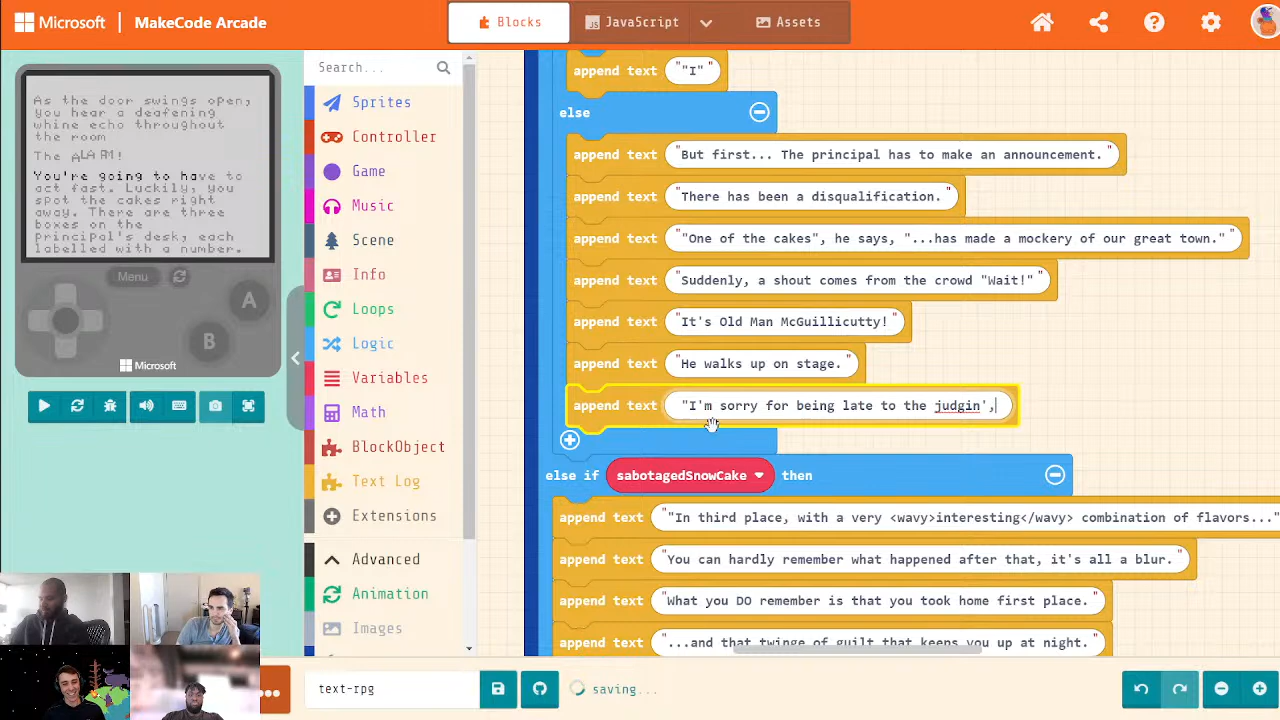 Microsoft | MakeCode Arcade
Blocks
JavaScript
Assets
As the door swings open,
you hear a deafening
whine echo throughout
the room
The ALARM!
You're going to have to
act fast. Luckily, you
spot the cakes right
away. There are three
boxes on the
Principal's desk, each
labelled with a number.
Menu
A
B
Microsoft
Search...
Sprites
Controller
Game
Music
Scene
Info
Loops
Logic
Variables
Math
BlockObject
Text Log
Extensions
Advanced
Animation
Images
append text "I"
else
append text "But first... The principal has to make an announcement."
append text "There has been a disqualification."
append text "One of the cakes", he says, "...has made a mockery of our great town."
append text "Suddenly, a shout comes from the crowd "Wait!"
append text "It's Old Man McGuillicutty!
append text "He walks up on stage."
append text "I'm sorry for being late to the judgin',
else if sabotagedSnowCake then
append text "In third place, with a very <wavy>interesting</wavy> combination of flavors..."
append text "You can hardly remember what happened after that, it's all a blur."
append text "What you DO remember is that you took home first place."
append text "...and that twinge of guilt that keeps you up at night."
text-rpg
saving...